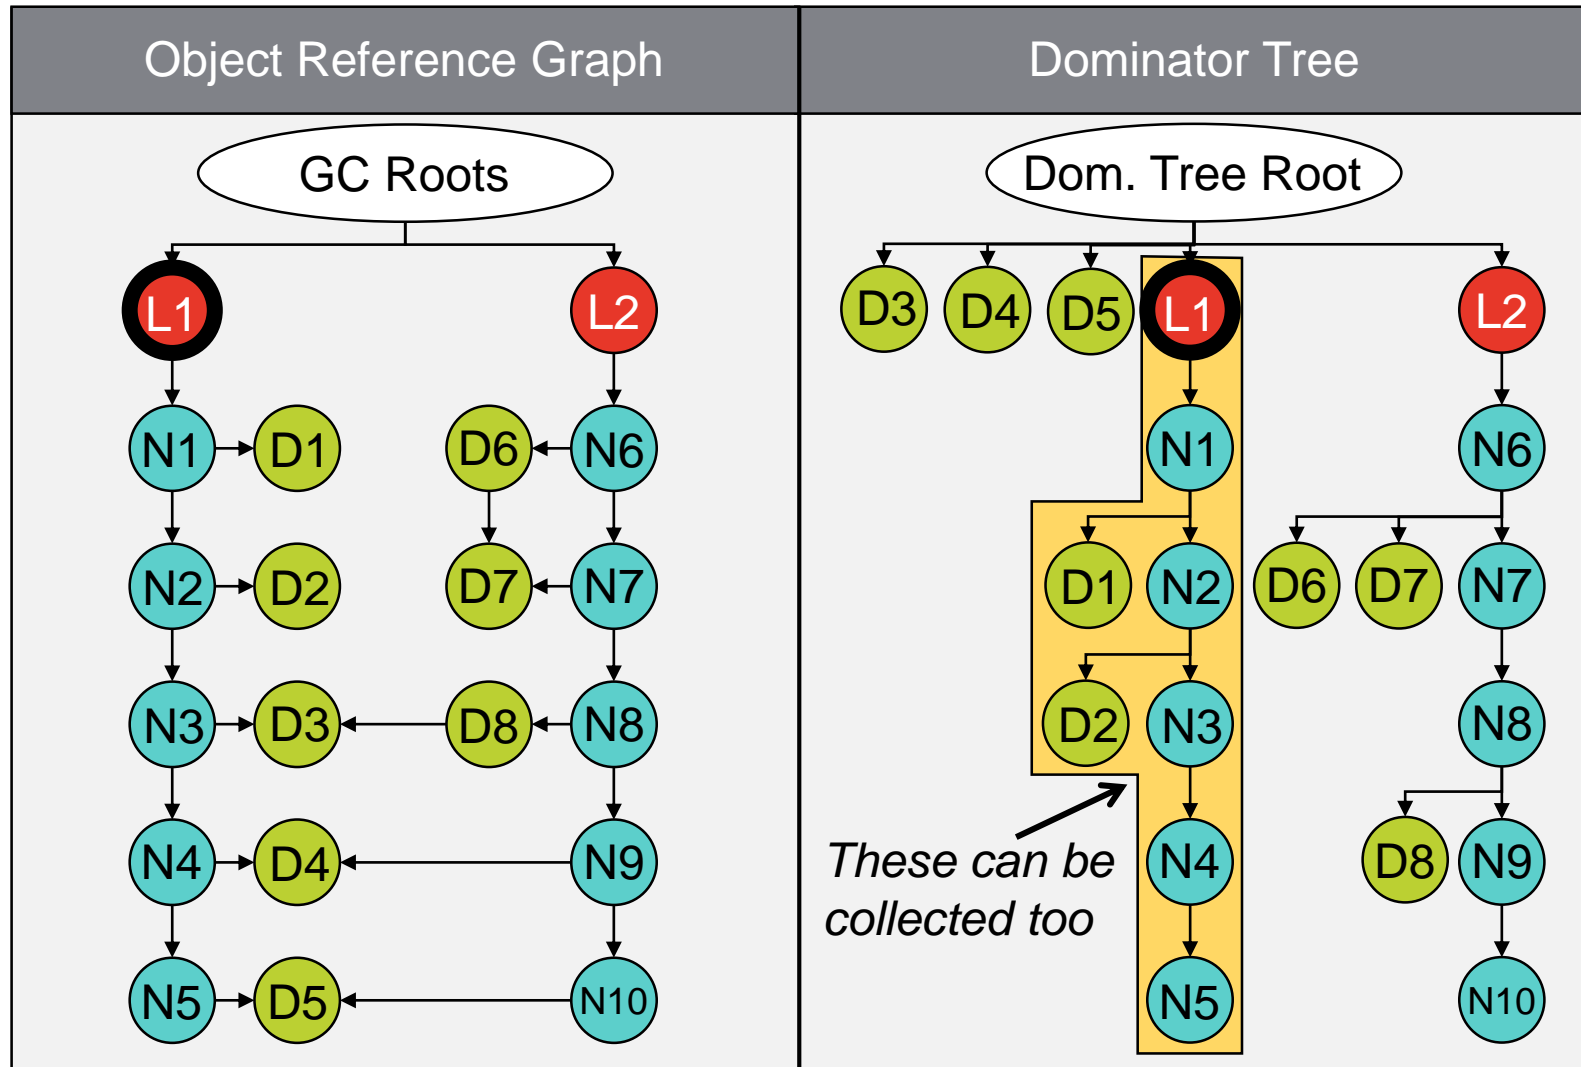 Object Reference Graph
Dominator Tree
GC Roots
L1
L2
N1 D1 D6 N6
N2 D2 D7 N7
N3 D3 D8 N8
N4 D4 N9
N5 D5 N10
Dom. Tree Root
D3 D4 D5 L1 L2
N1 N6
D1 N2 D6 D7 N7
D2 N3 N8
These can be
collected too
N4 D8 N9
N5 N10